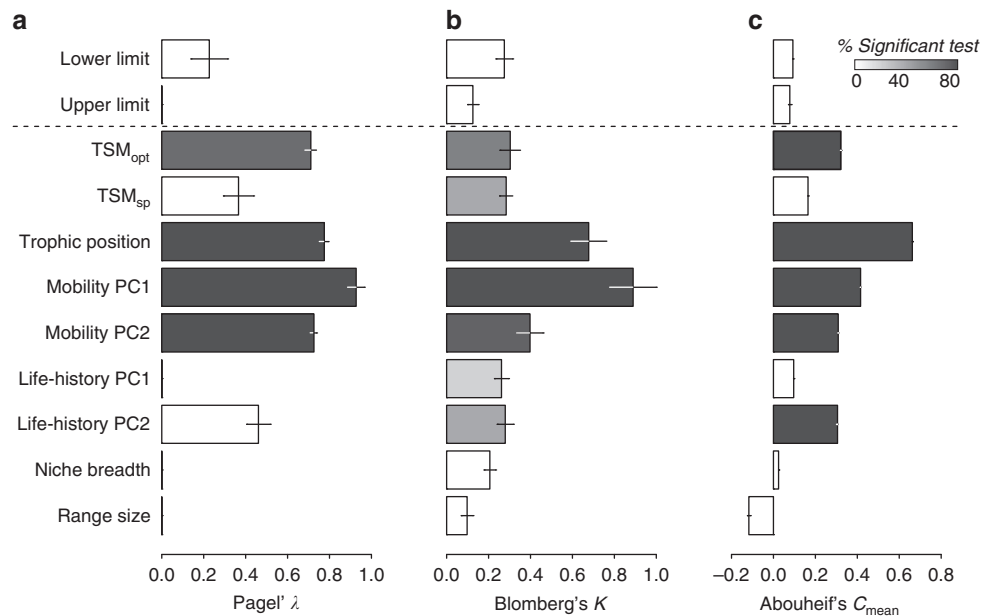 a
b
c
% Significant test
0 40 80
Lower limit
Upper limit
TSMopt
TSMsp
Trophic position
Mobility PC1
Mobility PC2
Life-history PC1
Life-history PC2
Niche breadth
Range size
0.0 0.2 0.4 0.6 0.8 1.0
Pagel' λ
0.0 0.2 0.4 0.6 0.8 1.0
Blomberg's K
−0.2 0.0 0.2 0.4 0.6 0.8
Abouheif's Cmean